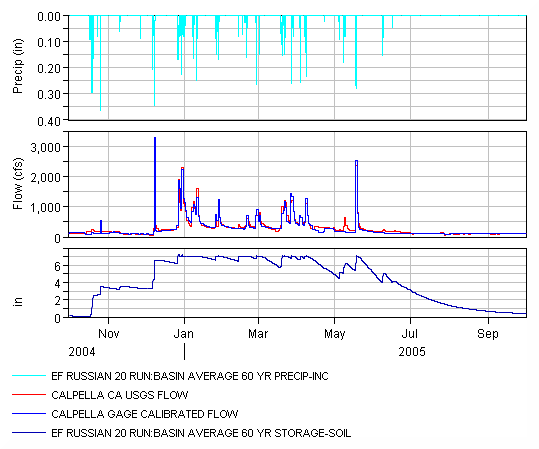 0.00
0.10
0.20
0.30
0.40
Precip (in)
3,000
2,000
1,000
0
Flow (cfs)
6
4
2
0
in
Nov Jan Mar May Jul Sep
2004 2005
EF RUSSIAN 20 RUN:BASIN AVERAGE 60 YR PRECIP-INC
CALPELLA CA USGS FLOW
CALPELLA GAGE CALIBRATED FLOW
EF RUSSIAN 20 RUN:BASIN AVERAGE 60 YR STORAGE-SOIL